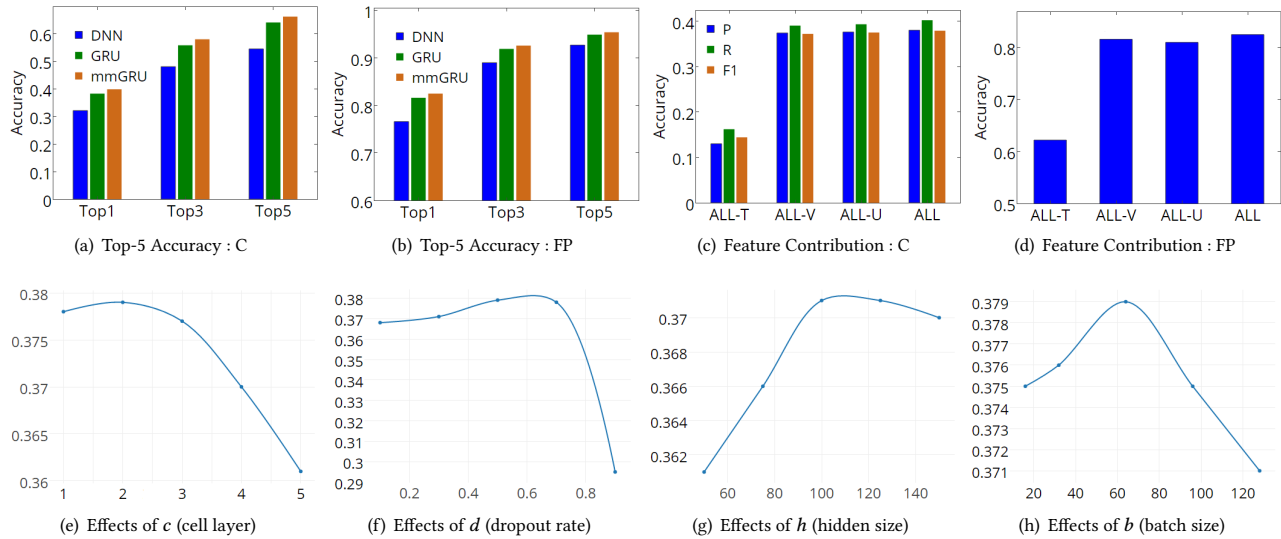 Accuracy
0.6
0.5
0.4
0.3
0.2
0.1
0
DNN
GRU
mmGRU
Top1 Top3 Top5
(a) Top-5 Accuracy : C
Accuracy
1
0.9
0.8
0.7
0.6
DNN
GRU
mmGRU
Top1 Top3 Top5
(b) Top-5 Accuracy : FP
Accuracy
0.4
0.3
0.2
0.1
0
P
R
F1
ALL-T ALL-V ALL-U ALL
(c) Feature Contribution : C
Accuracy
0.8
0.7
0.6
0.5
ALL-T ALL-V ALL-U ALL
(d) Feature Contribution : FP
0.38
0.375
0.37
0.365
0.36
1 2 3 4 5
(e) Effects of c (cell layer)
0.38
0.37
0.36
0.35
0.34
0.33
0.32
0.31
0.3
0.29
0.2 0.4 0.6 0.8
(f) Effects of d (dropout rate)
0.37
0.368
0.366
0.364
0.362
60 80 100 120 140
(g) Effects of h (hidden size)
0.379
0.378
0.377
0.376
0.375
0.374
0.373
0.372
0.371
20 40 60 80 100 120
(h) Effects of b (batch size)